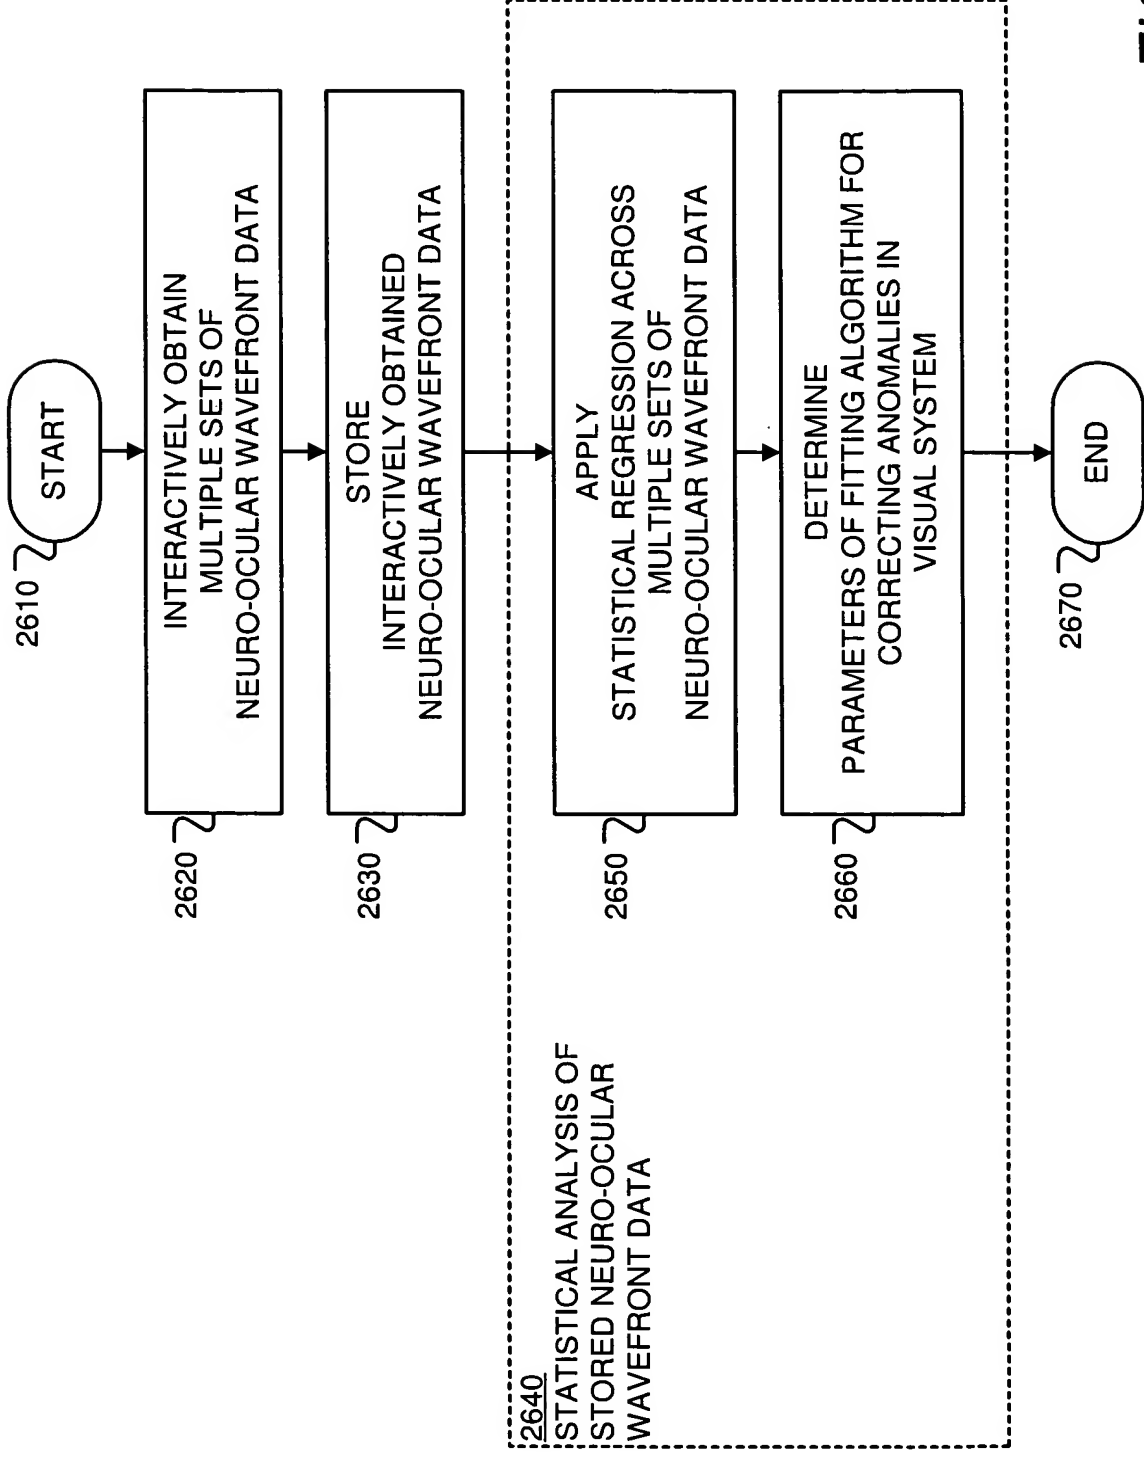 START
2610
INTERACTIVELY OBTAIN
MULTIPLE SETS OF
NEURO-OCULAR WAVEFRONT DATA
2620
STORE
INTERACTIVELY OBTAINED
NEURO-OCULAR WAVEFRONT DATA
2630
2640
STATISTICAL ANALYSIS OF
STORED NEURO-OCULAR
WAVEFRONT DATA
APPLY
STATISTICAL REGRESSION ACROSS
MULTIPLE SETS OF
NEURO-OCULAR WAVEFRONT DATA
2650
DETERMINE
PARAMETERS OF FITTING ALGORITHM FOR
CORRECTING ANOMALIES IN
VISUAL SYSTEM
2660
END
2670